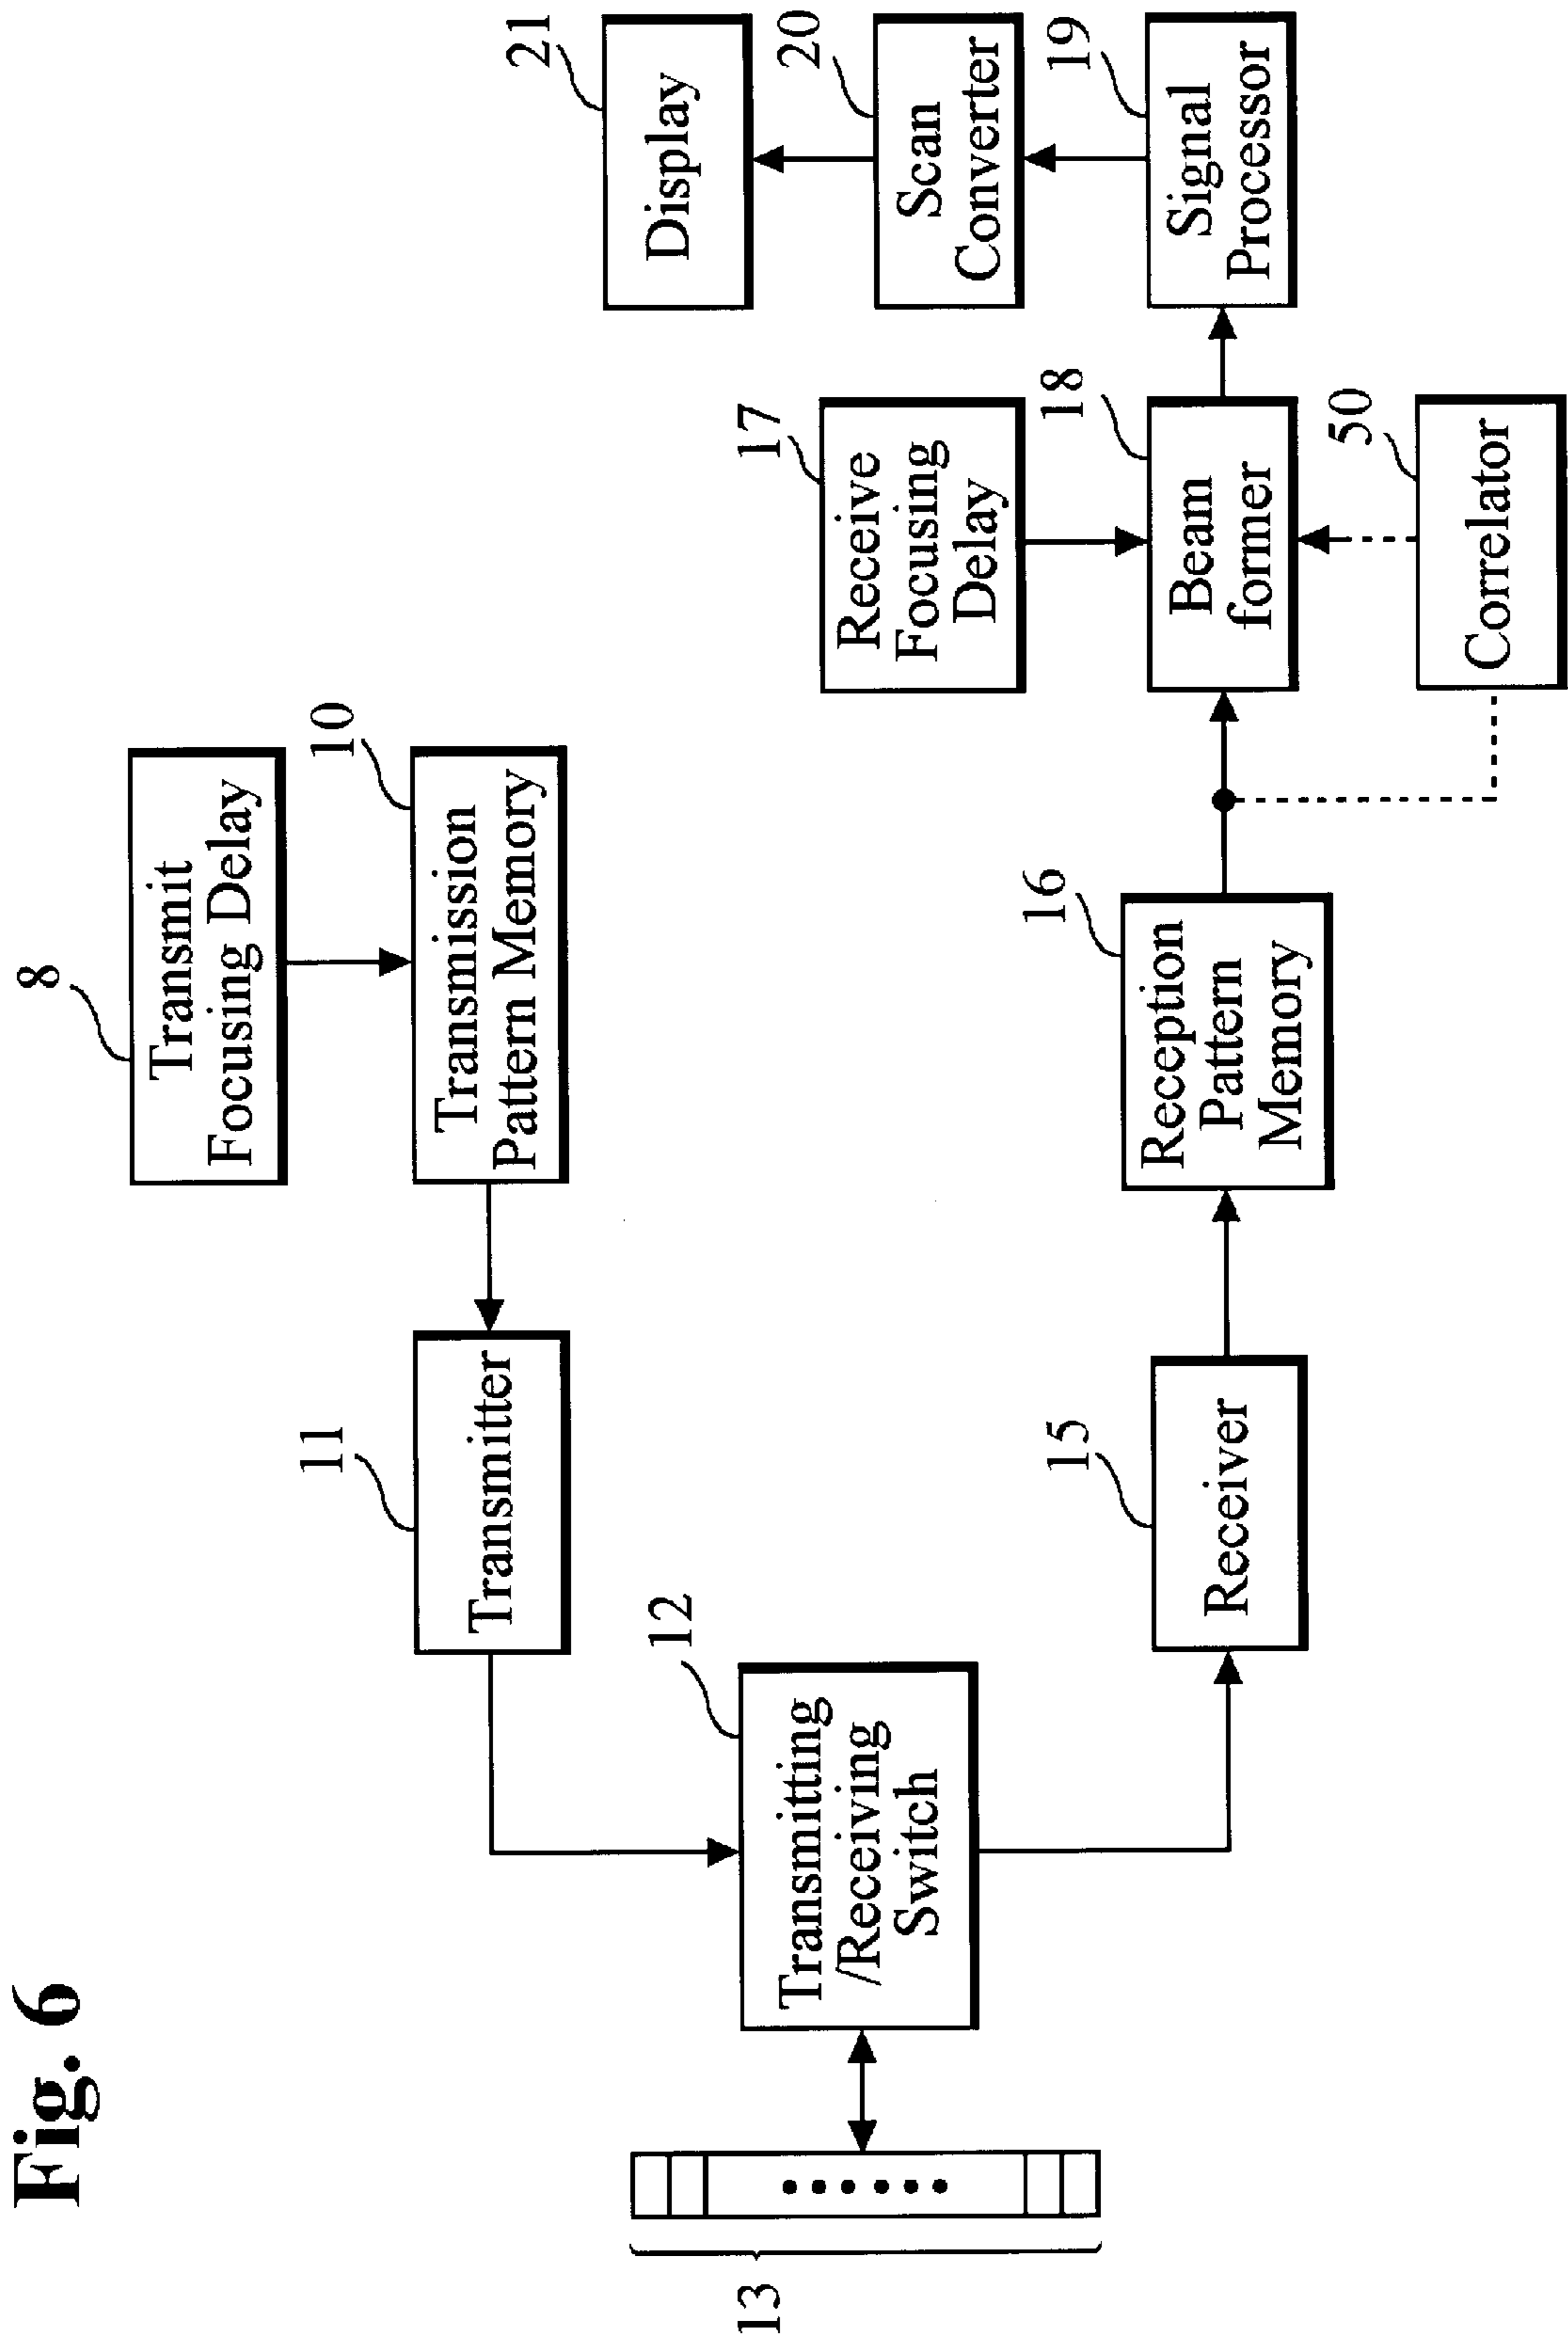 Fig. 6
8
Transmit
Focusing Delay
10
Transmission
Pattern Memory
11
Transmitter
12
Transmitting
/Receiving
Switch
13
15
Receiver
16
Reception
Pattern
Memory
17
Receive
Focusing
Delay
18
Beam
former
50
Correlator
19
Signal
Processor
20
Scan
Converter
21
Display